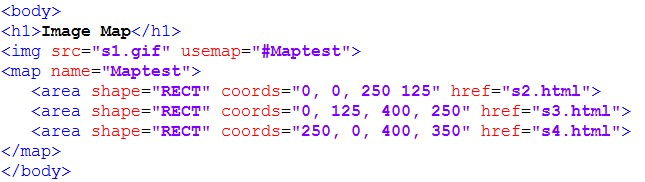 <body>
<h1>Image Map</h1>
<img src="s1.gif" usemap="#Maptest">
<map name="Maptest">
<area shape="RECT" coords="0, 0, 250 125" href="s2.html">
<area shape="RECT" coords="0, 125, 400, 250" href="s3.html">
<area shape="RECT" coords="250, 0, 400, 350" href="s4.html">
</map>
</body>